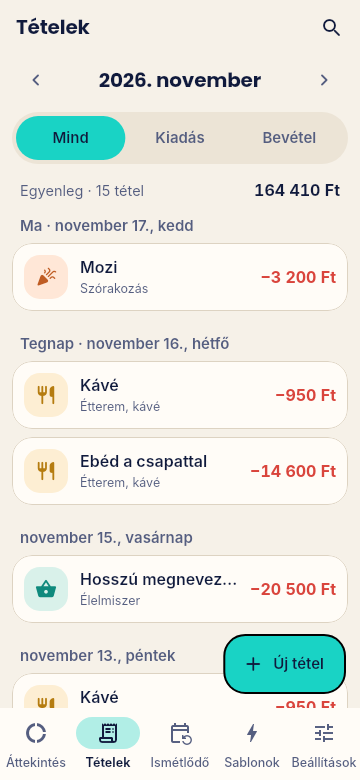 Tételek
2026. november
Mind
Kiadás
Bevétel
Egyenleg · 15 tétel
164 410 Ft
Ma · november 17., kedd
Mozi
Szórakozás
−3 200 Ft
Tegnap · november 16., hétfő
Kávé
Étterem, kávé
−950 Ft
Ebéd a csapattal
Étterem, kávé
−14 600 Ft
november 15., vasárnap
Hosszú megnevez...
Élelmiszer
−20 500 Ft
november 13., péntek
Új tétel
Kávé
−950 Ft
Áttekintés
Tételek
Ismétlődő
Sablonok
Beállítások